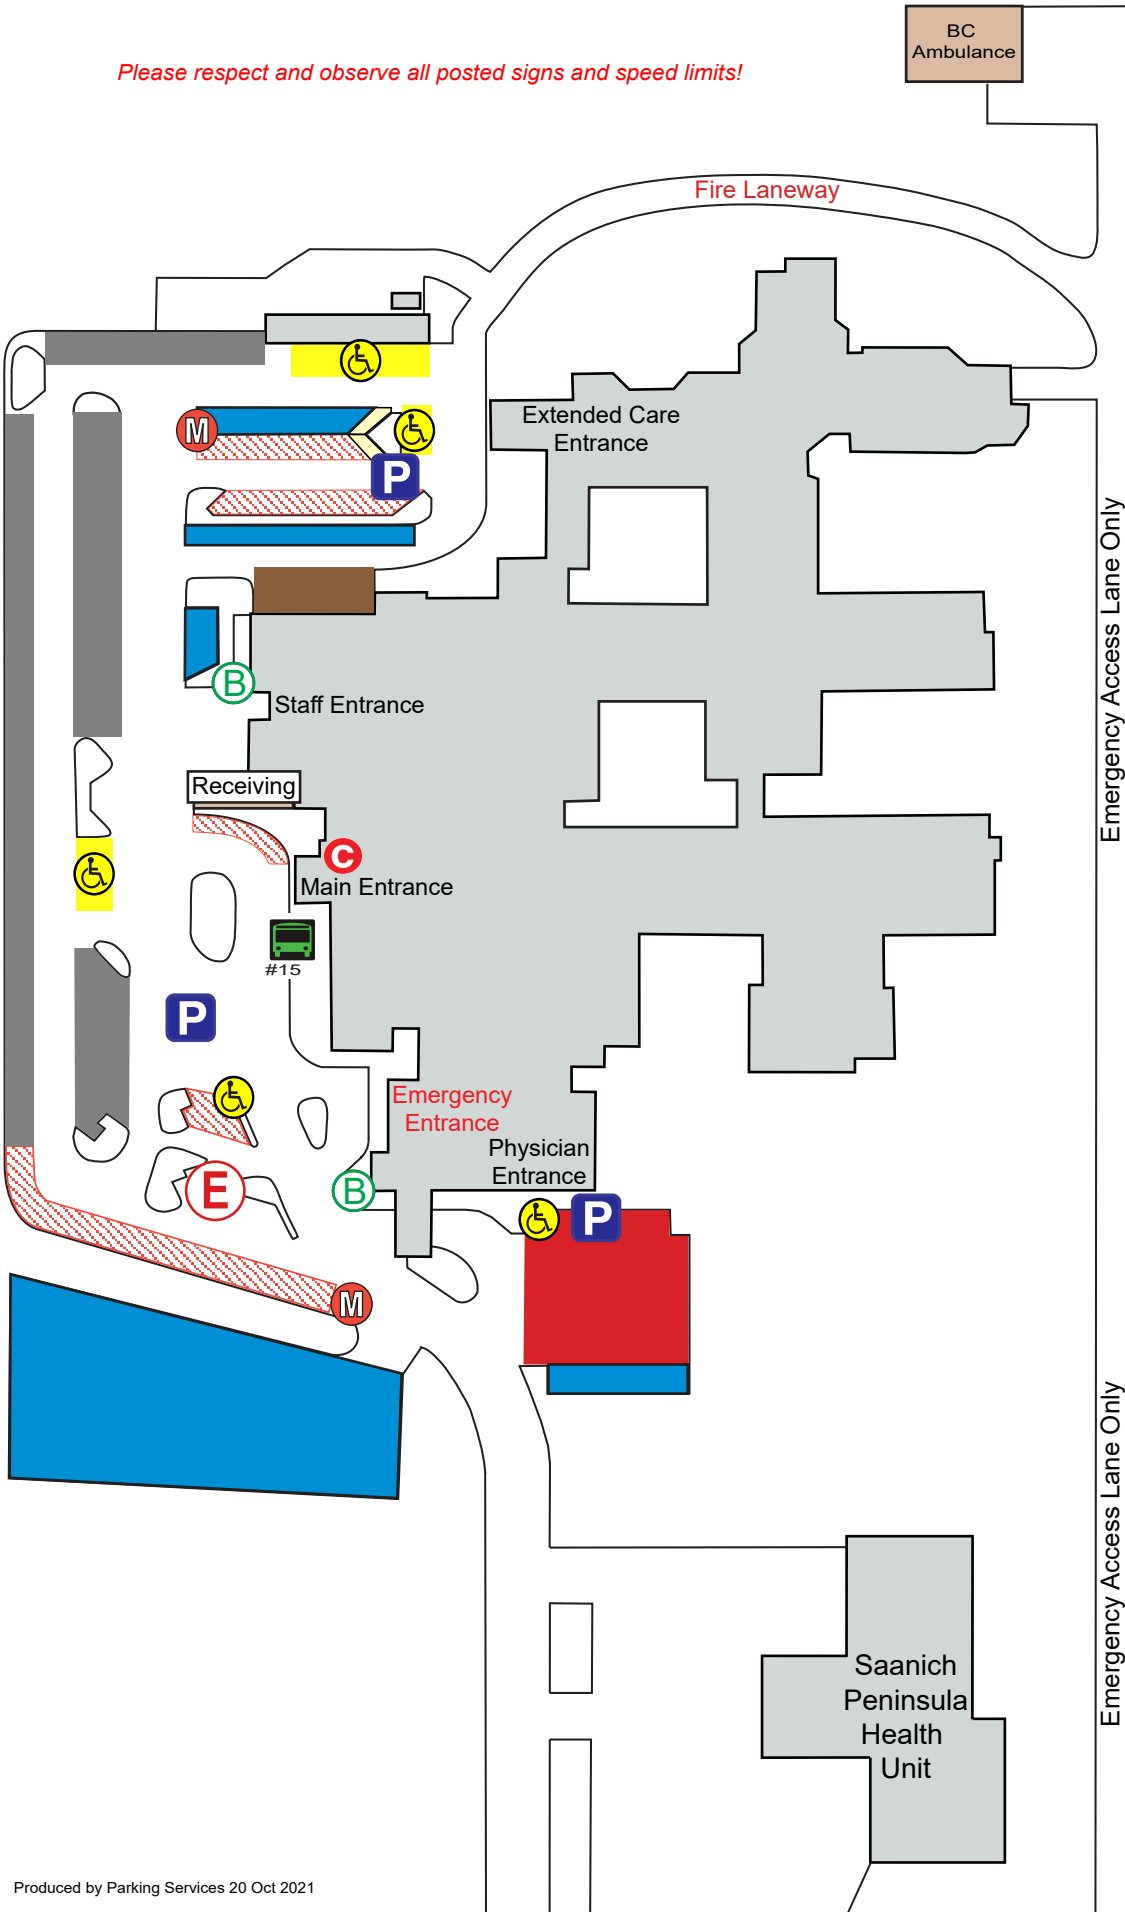 BC
Ambulance
Please respect and observe all posted signs and speed limits!
Fire Laneway
Extended Care
Entrance
M
P
Emergency Access Lane Only
B
Staff Entrance
Receiving
C
Main Entrance
#15
P
Emergency
Entrance
Physician
Entrance
E
B
P
M
Emergency Access Lane Only
Saanich
Peninsula
Health
Unit
Produced by Parking Services 20 Oct 2021